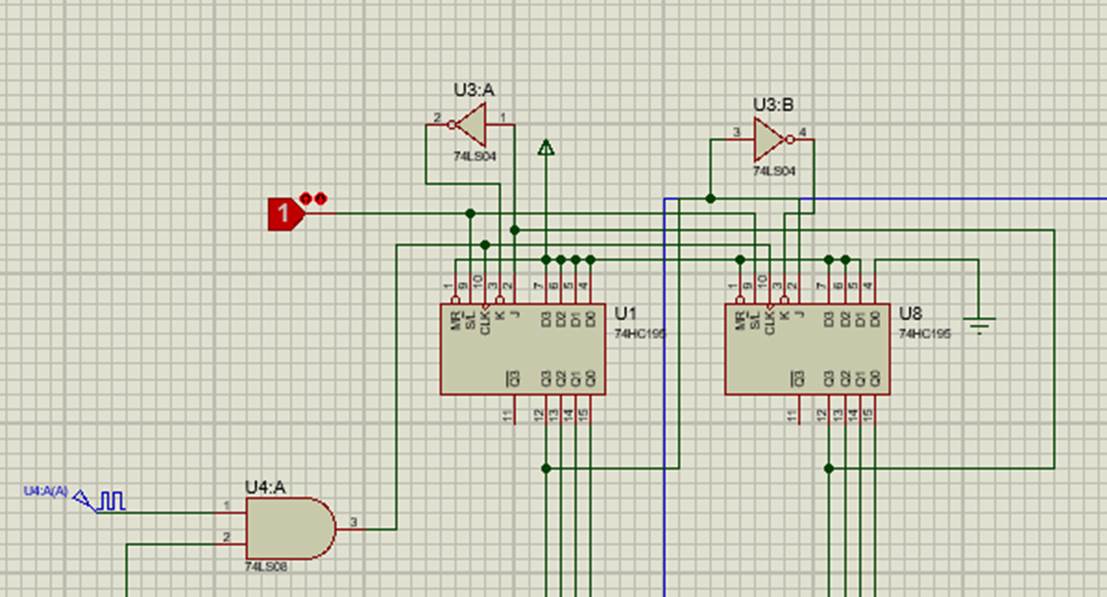 U3:A
2 1
74LS04
U3:B
3 4
74LS04
1
1 9 10 3 2 7 6 5 4
MR S/L CLK K J D3 D2 D1 D0
U1
74HC195
Q3 Q3 Q2 Q1 Q0
11 12 13 14 15
1 9 10 3 2 7 6 5 4
MR S/L CLK K J D3 D2 D1 D0
U8
74HC195
Q3 Q3 Q2 Q1 Q0
11 12 13 14 15
U4:A(A)
U4:A
1
2
3
74LS08